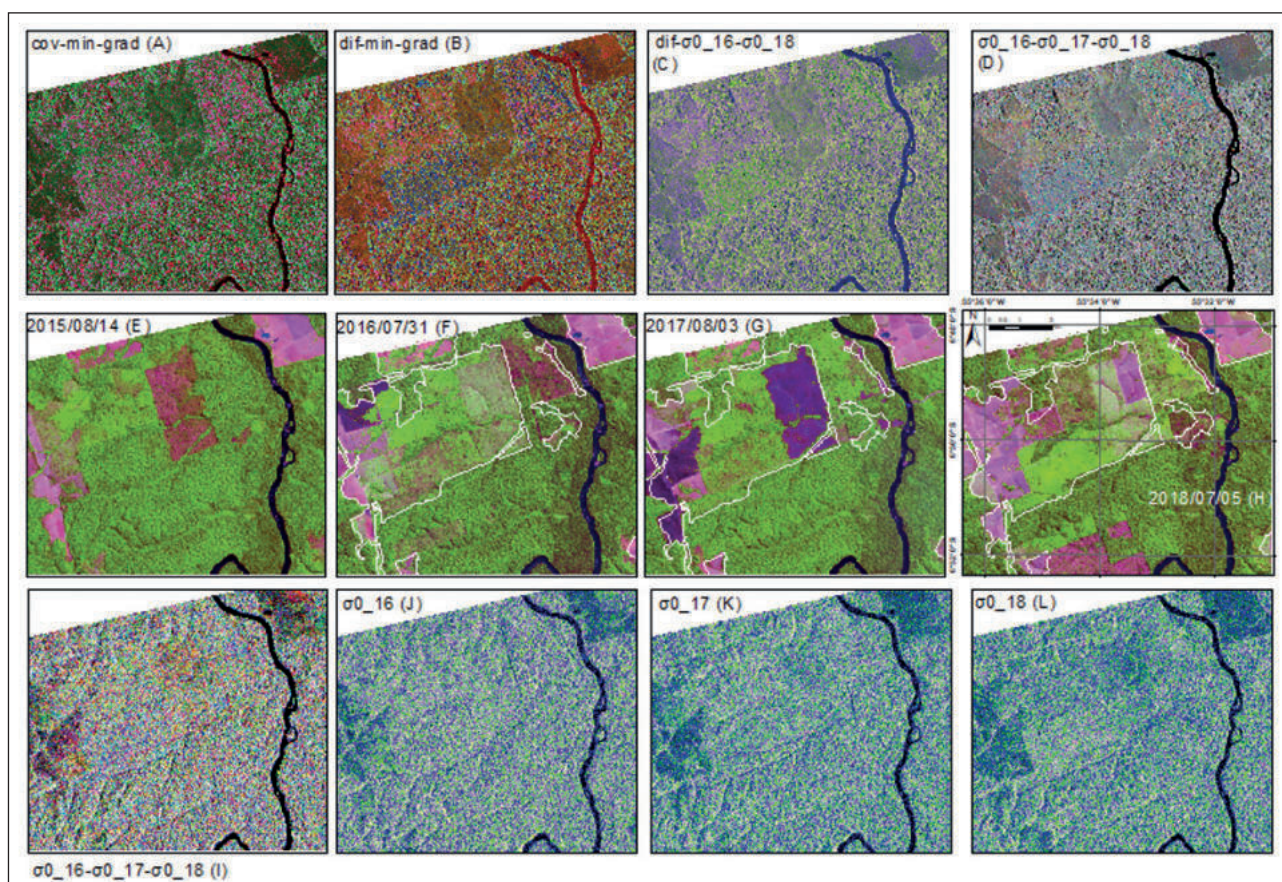 cov-min-grad (A)
dif-min-grad (B)
dif-σ0_16-σ0_18
(C)
σ0_16-σ0_17-σ0_18
(D)
2015/08/14 (E)
2016/07/31 (F)
2017/08/03 (G)
N
2018/07/05 (H)
σ0_16 (J)
σ0_17 (K)
σ0_18 (L)
σ0_16-σ0_17-σ0_18 (I)